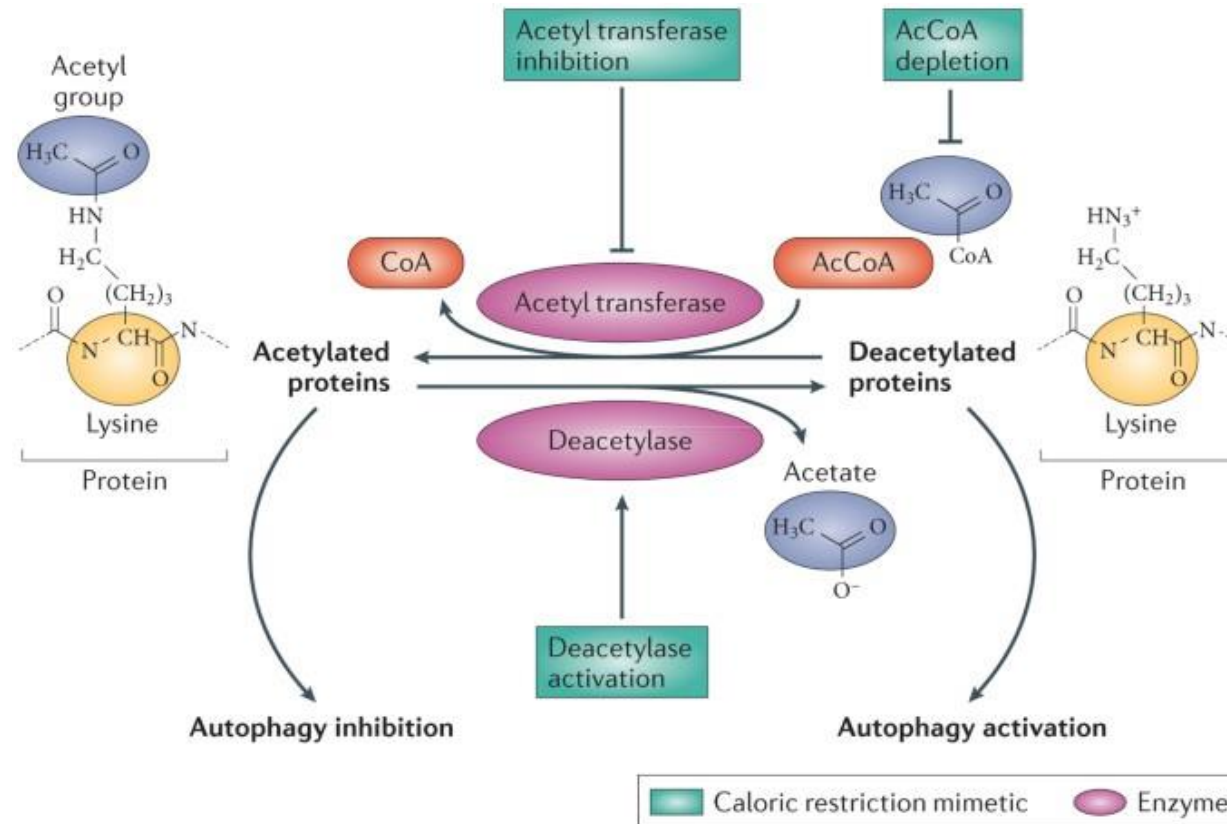 Acetyl transferase
inhibition
AcCoA
depletion
Acetyl
group
H₃C
O
HN
H₂C
(CH₂)₃
O
N
CH
N
O
Lysine
Protein
CoA
Acetyl transferase
AcCoA
H₃C
O
CoA
Acetylated
proteins
Deacetylated
proteins
HN₃⁺
H₂C
(CH₂)₃
O
N
CH
N
O
Lysine
Protein
Deacetylase
Acetate
H₃C
O
O⁻
Deacetylase
activation
Autophagy inhibition
Autophagy activation
Caloric restriction mimetic
Enzyme